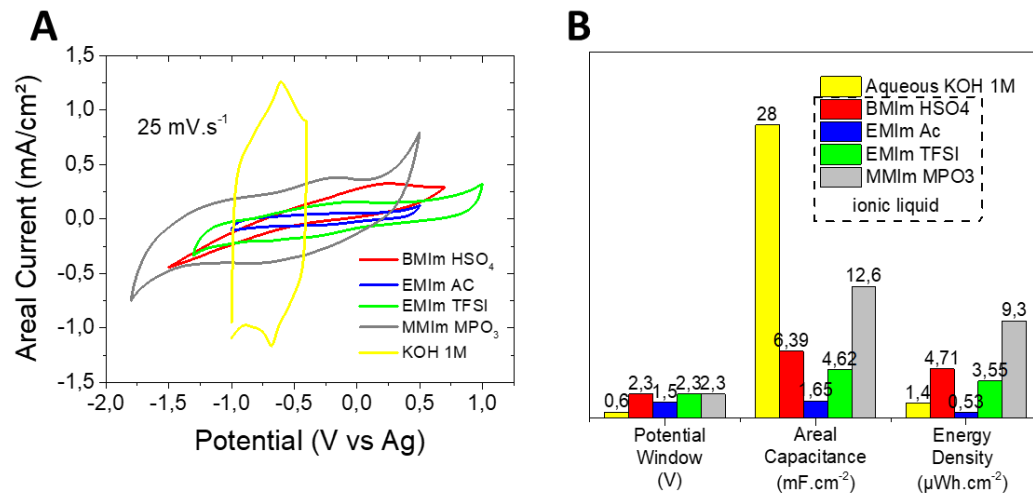 A
1,5
1,0
0,5
0,0
-0,5
-1,0
-1,5
Areal Current (mA/cm²)
25 mV.s⁻¹
BMIm HSO₄
EMIm AC
EMIm TFSI
MMIm MPO₃
KOH 1M
-2,0 -1,5 -1,0 -0,5 0,0 0,5 1,0
Potential (V vs Ag)
B
Aqueous KOH 1M
BMIm HSO4
EMIm Ac
EMIm TFSI
MMIm MPO3
ionic liquid
0,6 2,3 1,5 2,3 2,3
28 6,39 1,65 4,62 12,6
1,4 4,71 0,53 3,55 9,3
Potential
Window
(V)
Areal
Capacitance
(mF.cm⁻²)
Energy
Density
(µWh.cm⁻²)